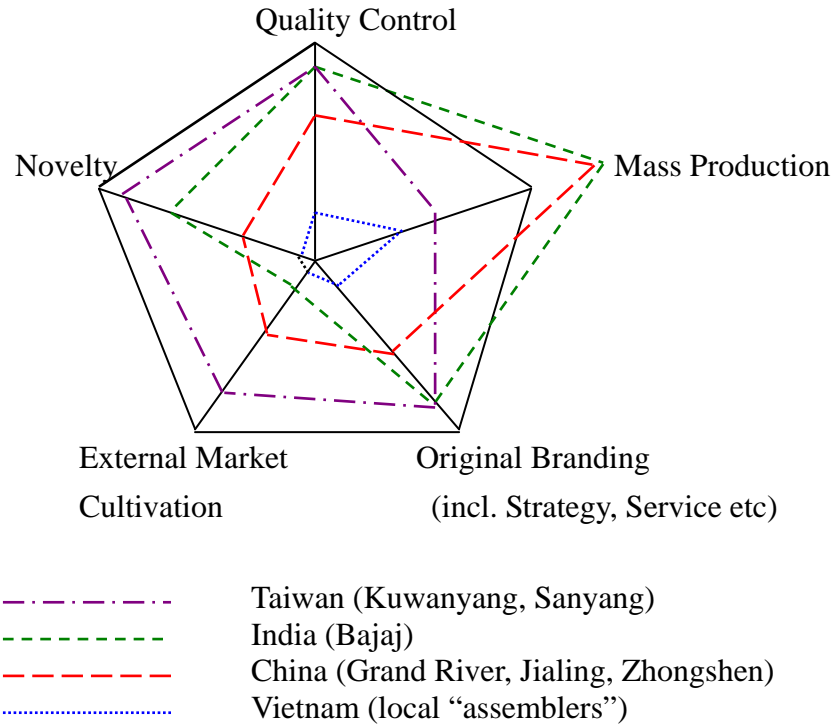 Quality Control
Novelty
Mass Production
External Market
Cultivation
Original Branding
(incl. Strategy, Service etc)
Taiwan (Kuwanyang, Sanyang)
India (Bajaj)
China (Grand River, Jialing, Zhongshen)
Vietnam (local “assemblers”)